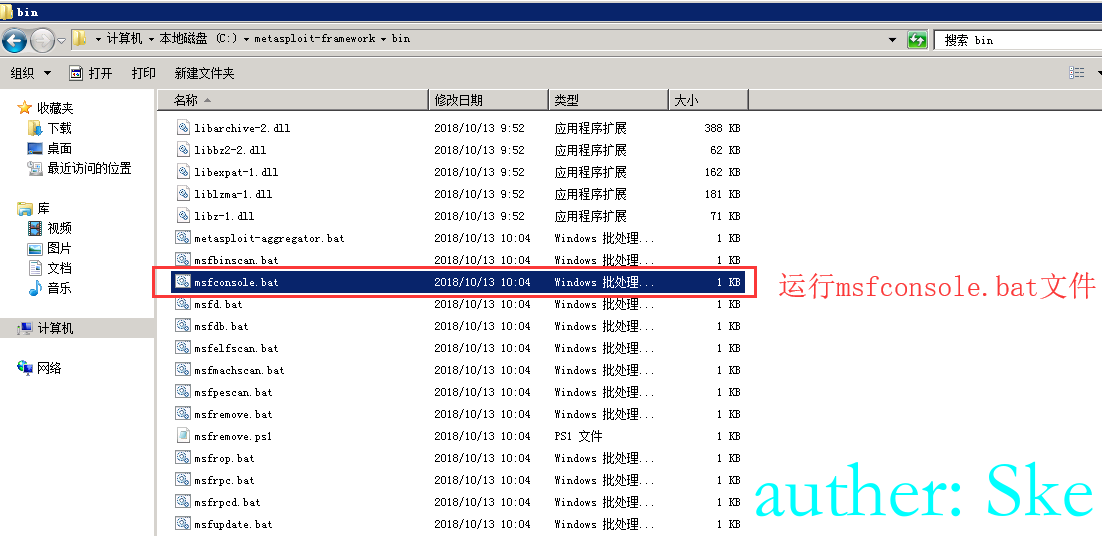 bin
计算机 本地磁盘 (C:) metasploit-framework bin 搜索 bin
组织 打开 打印 新建文件夹
名称 修改日期 类型 大小
收藏夹
下载
桌面
最近访问的位置
库
视频
图片
文档
音乐
计算机
网络
libarchive-2.dll 2018/10/13 9:52 应用程序扩展 388 KB
libbz2-2.dll 2018/10/13 9:52 应用程序扩展 62 KB
libexpat-1.dll 2018/10/13 9:52 应用程序扩展 162 KB
liblzma-1.dll 2018/10/13 9:52 应用程序扩展 181 KB
libz-1.dll 2018/10/13 9:52 应用程序扩展 71 KB
metasploit-aggregator.bat 2018/10/13 10:04 Windows 批处理... 1 KB
msfbinscan.bat 2018/10/13 10:04 Windows 批处理... 1 KB
msfconsole.bat 2018/10/13 10:04 Windows 批处理... 1 KB
运行msfconsole.bat文件
msfd.bat 2018/10/13 10:04 Windows 批处理... 1 KB
msfdb.bat 2018/10/13 10:04 Windows 批处理... 1 KB
msfelfscan.bat 2018/10/13 10:04 Windows 批处理... 1 KB
msfmachscan.bat 2018/10/13 10:04 Windows 批处理... 1 KB
msfpescan.bat 2018/10/13 10:04 Windows 批处理... 1 KB
msfremove.bat 2018/10/13 10:04 Windows 批处理... 1 KB
msfremove.ps1 2018/10/13 10:04 PS1 文件 1 KB
msfrop.bat 2018/10/13 10:04 Windows 批处理... 1 KB
msfrpc.bat 2018/10/13 10:04 Windows 批处理... 1 KB
msfrpcd.bat 2018/10/13 10:04 Windows 批处理... 1 KB
msfupdate.bat 2018/10/13 10:04 Windows 批处理... 1 KB
auther: Ske